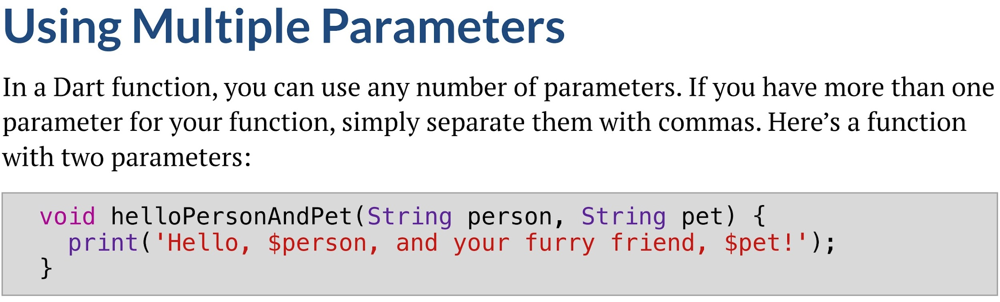 Using Multiple Parameters
In a Dart function, you can use any number of parameters. If you have more than one
parameter for your function, simply separate them with commas. Here’s a function
with two parameters:
void helloPersonAndPet(String person, String pet) {
  print('Hello, $person, and your furry friend, $pet!');
}